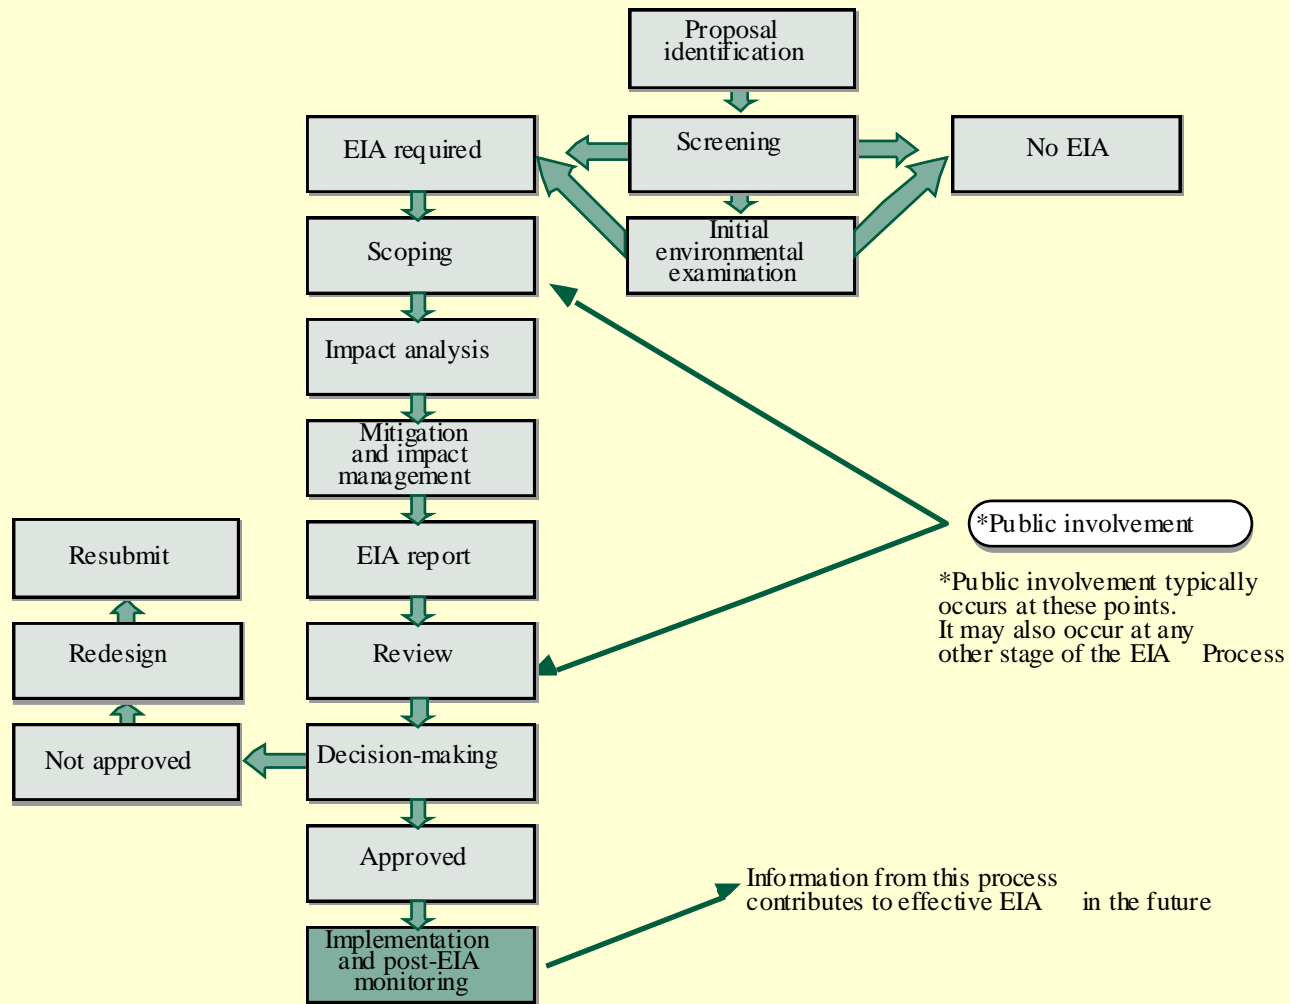 Proposal
identification
EIA required
Screening
No EIA
Scoping
Initial
environmental
examination
Impact analysis
Mitigation
and impact
management
*Public involvement
Resubmit
EIA report
*Public involvement typically
occurs at these points.
It may also occur at any
other stage of the EIA Process
Redesign
Review
Not approved
Decision-making
Approved
Information from this process
contributes to effective EIA in the future
Implementation
and post-EIA
monitoring